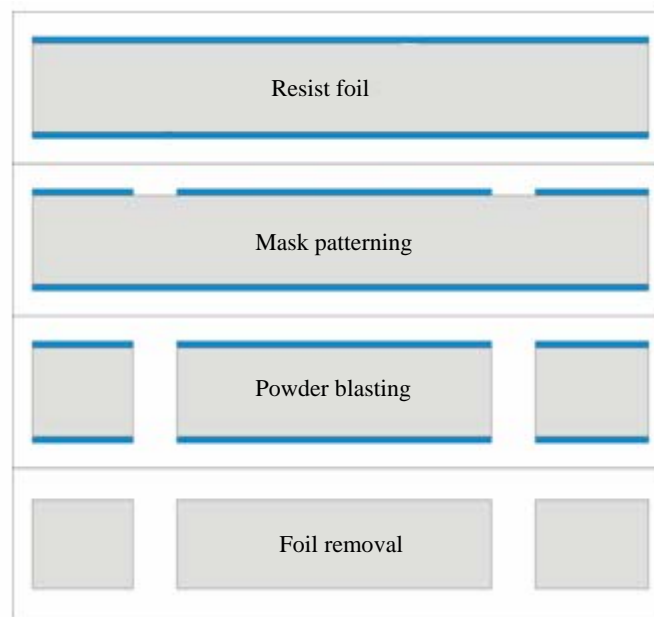 Resist foil
Mask patterning
Powder blasting
Foil removal